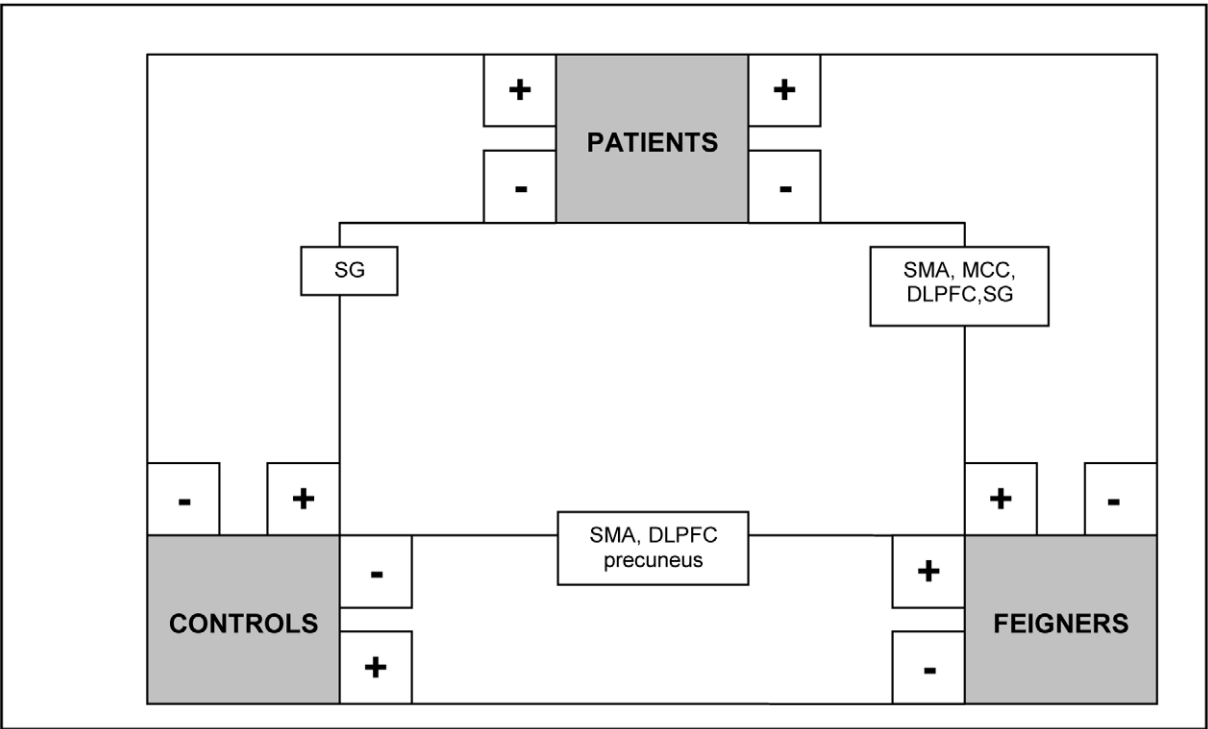 + +
PATIENTS
- -
SG
SMA, MCC,
DLPFC,SG
- + + -
SMA, DLPFC
precuneus
- +
CONTROLS FEIGNERS
+ -